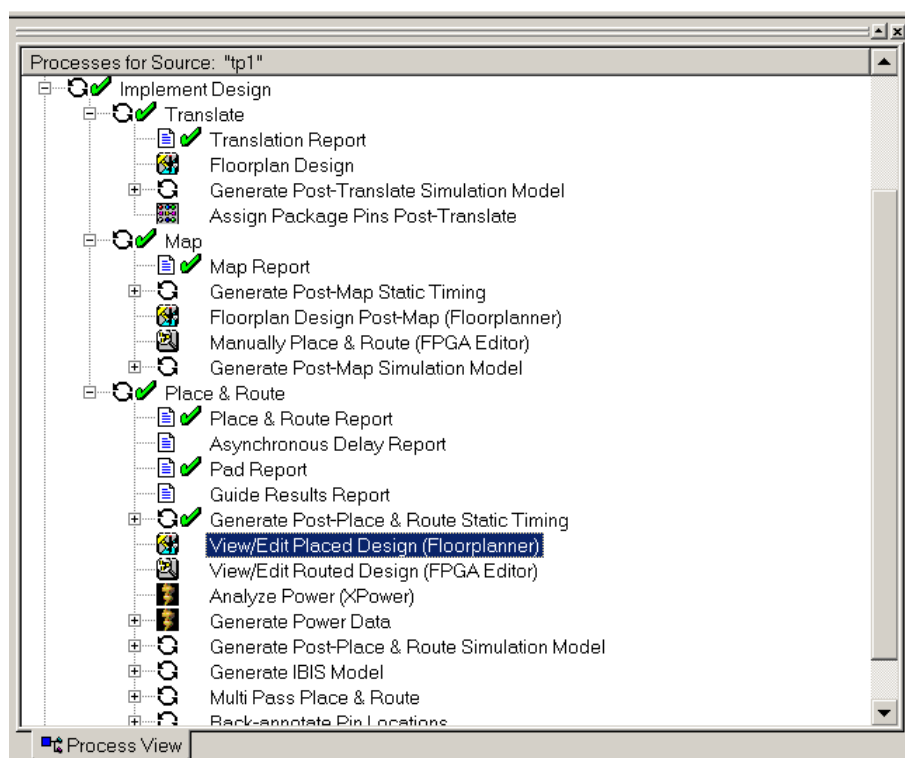 Processes for Source: "tp1"
Implement Design
Translate
Translation Report
Floorplan Design
Generate Post-Translate Simulation Model
Assign Package Pins Post-Translate
Map
Map Report
Generate Post-Map Static Timing
Floorplan Design Post-Map (Floorplanner)
Manually Place & Route (FPGA Editor)
Generate Post-Map Simulation Model
Place & Route
Place & Route Report
Asynchronous Delay Report
Pad Report
Guide Results Report
Generate Post-Place & Route Static Timing
View/Edit Placed Design (Floorplanner)
View/Edit Routed Design (FPGA Editor)
Analyze Power (XPower)
Generate Power Data
Generate Post-Place & Route Simulation Model
Generate IBIS Model
Multi Pass Place & Route
Back-annotate Pin Locations
Process View